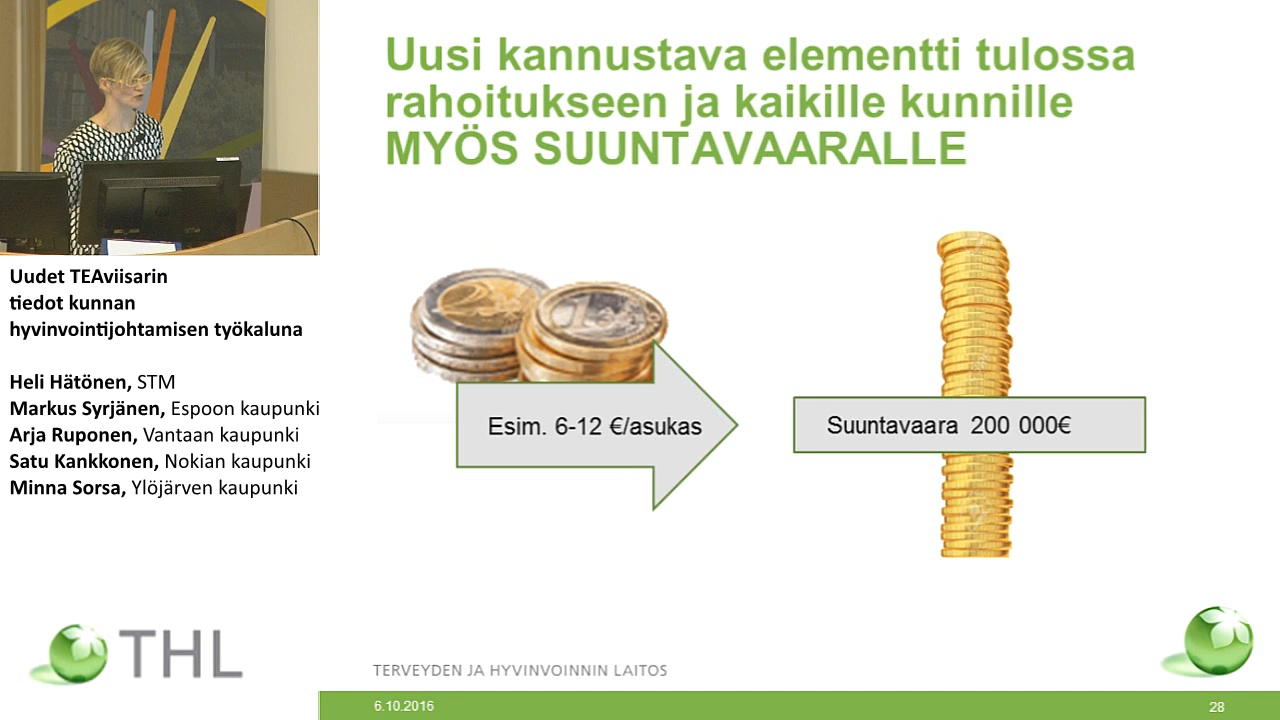 Uusi kannustava elementti tulossa
rahoitukseen ja kaikille kunnille
MYÖS SUUNTAVAARALLE
Uudet TEAviisarin
tiedot kunnan
hyvinvointijohtamisen työkaluna
Heli Hätönen, STM
Markus Syrjänen, Espoon kaupunki
Arja Ruponen, Vantaan kaupunki
Satu Kankkonen, Nokian kaupunki
Minna Sorsa, Ylöjärven kaupunki
Esim. 6-12 €/asukas
Suuntavaara 200 000€
THL
TERVEYDEN JA HYVINVOINNIN LAITOS
6.10.2016
28